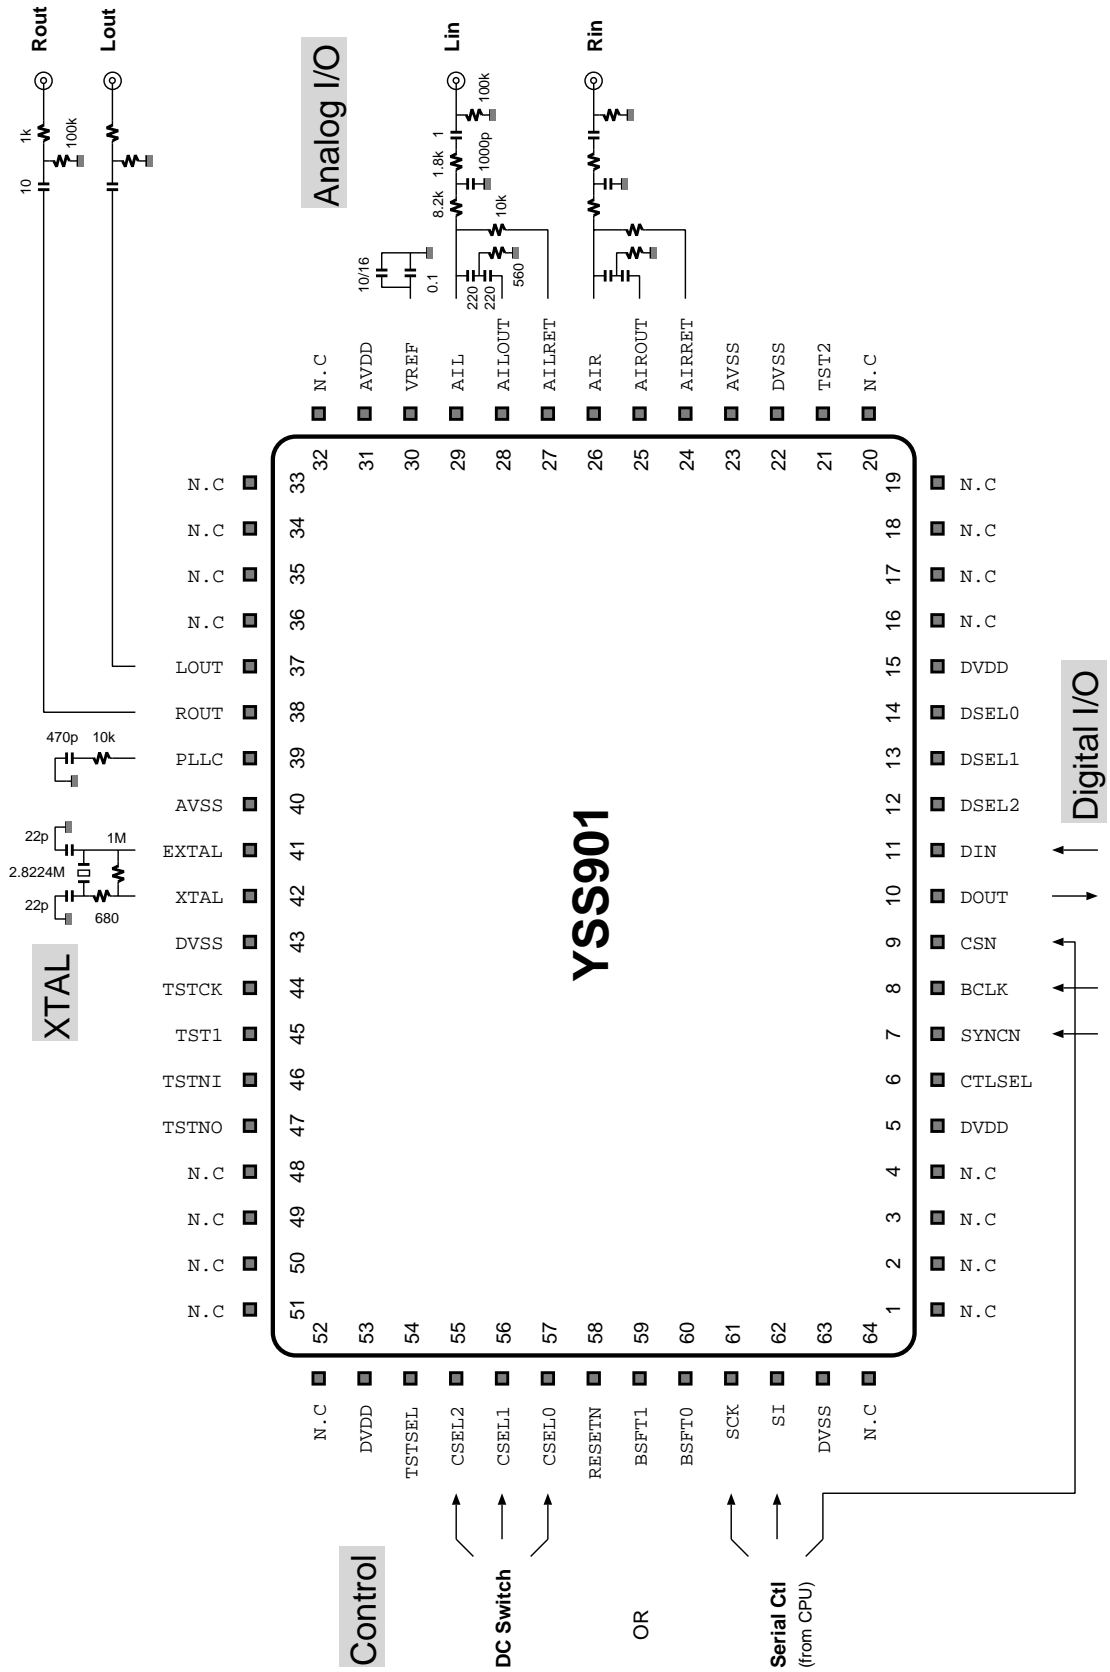 Rout
Lout
1k
100k
10
Analog I/O
Lin
100k
1
1.8k
1000p
8.2k
10k
10/16
0.1
220
220
560
Rin
N.C
AVDD
VREF
AIL
AILOUT
AILRET
AIR
AIROUT
AIRRET
AVSS
DVSS
TST2
N.C
32
31
30
29
28
27
26
25
24
23
22
21
20
N.C 33
N.C 34
N.C 35
N.C 36
LOUT 37
ROUT 38
470p 10k
PLLC 39
AVSS 40
22p
1M
EXTAL 41
2.8224M
XTAL 42
22p
680
XTAL
DVSS 43
TSTCK 44
TST1 45
TSTNI 46
TSTNO 47
N.C 48
N.C 49
N.C 50
N.C 51
YSS901
19 N.C
18 N.C
17 N.C
16 N.C
15 DVDD
14 DSEL0
13 DSEL1
12 DSEL2
11 DIN
10 DOUT
9 CSN
8 BCLK
7 SYNCN
6 CTLSEL
5 DVDD
4 N.C
3 N.C
2 N.C
1 N.C
Digital I/O
52
53
54
55
56
57
58
59
60
61
62
63
64
N.C
DVDD
TSTSEL
CSEL2
CSEL1
CSEL0
RESETN
BSFT1
BSFT0
SCK
SI
DVSS
N.C
Control
DC Switch
OR
Serial Ctl
(from CPU)